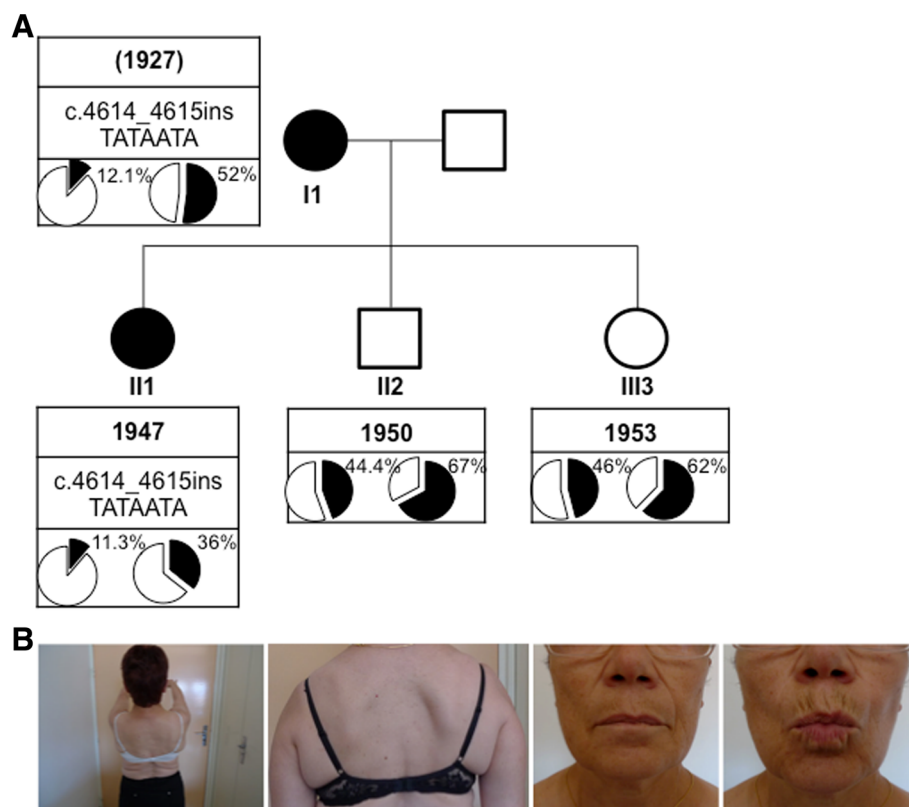 A
(1927)
c.4614_4615ins
TATAATA
12.1%
52%
I1
II1
II2
III3
1947
c.4614_4615ins
TATAATA
11.3%
36%
1950
44.4%
67%
1953
46%
62%
B